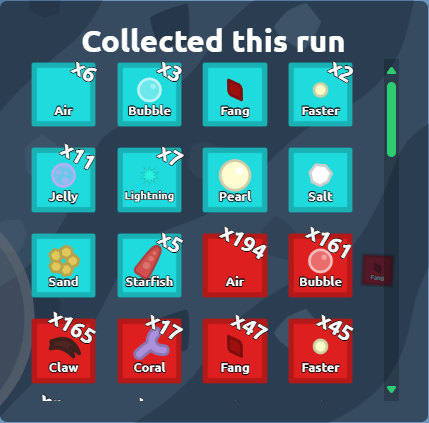 Collected this run
x6 x3 x2
Air Bubble Fang Faster
x11 x7
Jelly Lightning Pearl Salt
x5 x194 x161
Sand Starfish Air Bubble
Fang
x165 x17 x47 x45
Claw Coral Fang Faster